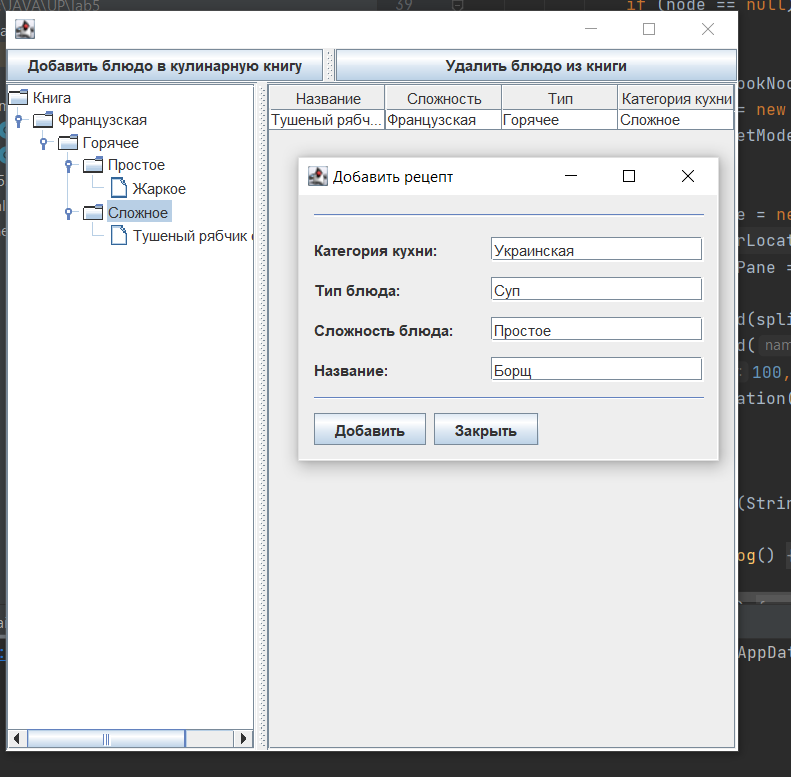 \JAVA\UP\lab5
39
if (node == null)
Добавить блюдо в кулинарную книгу
Удалить блюдо из книги
Книга
Французская
Горячее
Простое
Жаркое
Сложное
Тушеный рябчик
Название Сложность Тип Категория кухни
Тушеный рябч... Французская Горячее Сложное
Добавить рецепт
Категория кухни: Украинская
Тип блюда: Суп
Сложность блюда: Простое
Название: Борщ
Добавить Закрыть
ookNod
= new
etMode
e = ne
rLocat
Pane =
d(spli
d( nam
: 100,
ation(
(Strin
og() {
AppDat